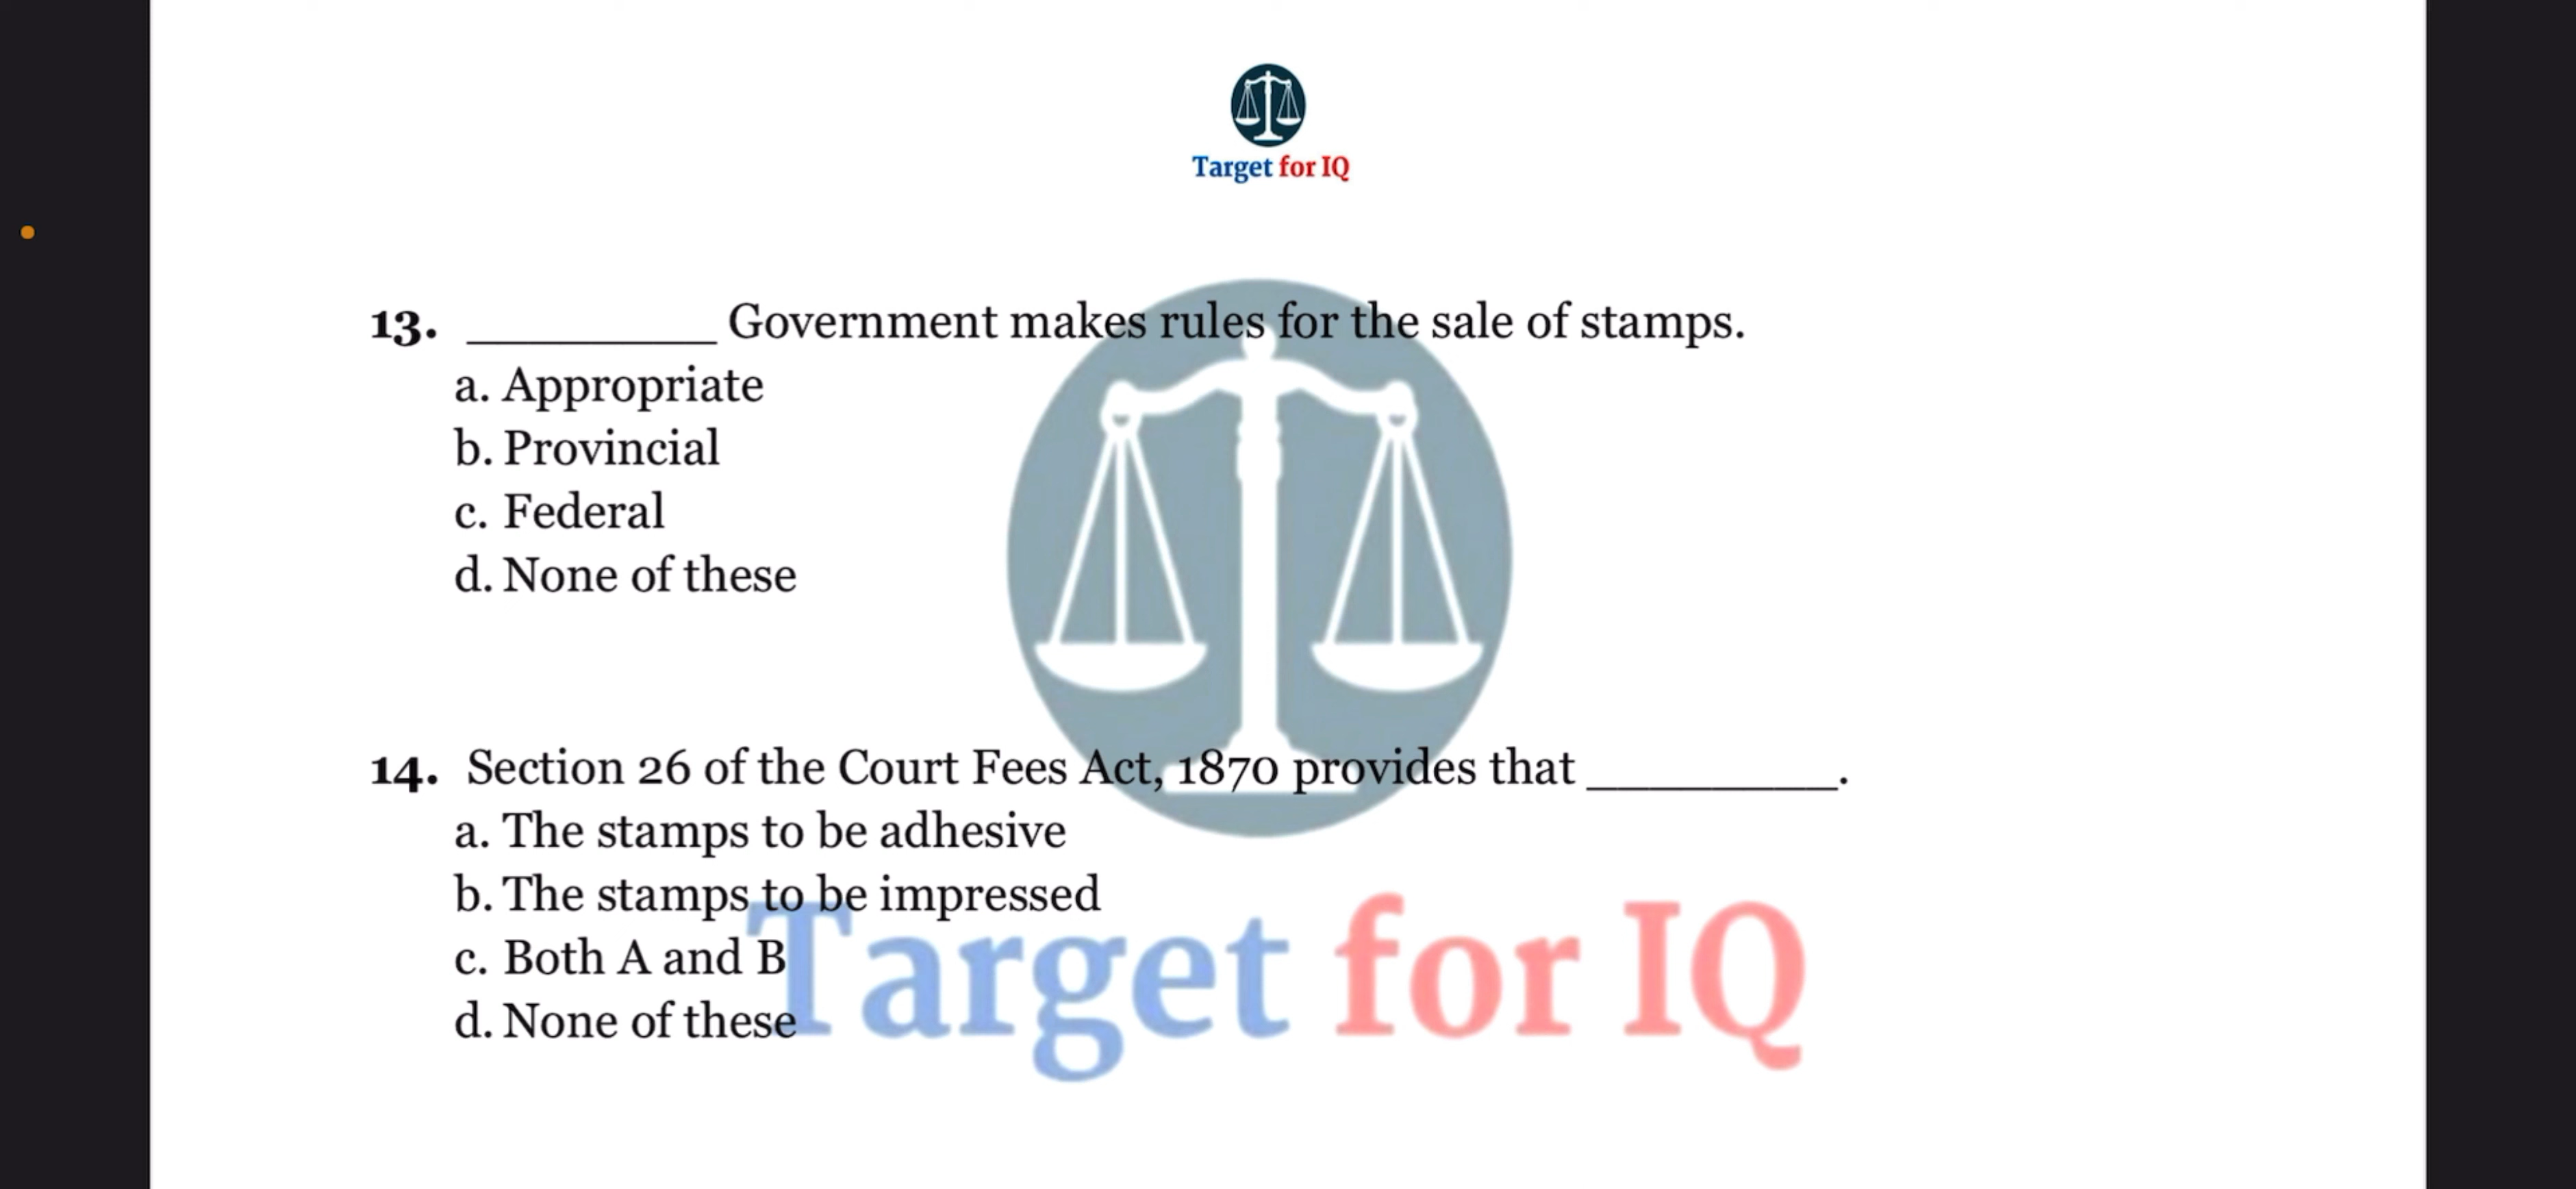 Target for IQ
13. ________ Government makes rules for the sale of stamps.
a. Appropriate
b. Provincial
c. Federal
d. None of these
14. Section 26 of the Court Fees Act, 1870 provides that ________.
a. The stamps to be adhesive
b. The stamps to be impressed
c. Both A and B
d. None of these
Target for IQ